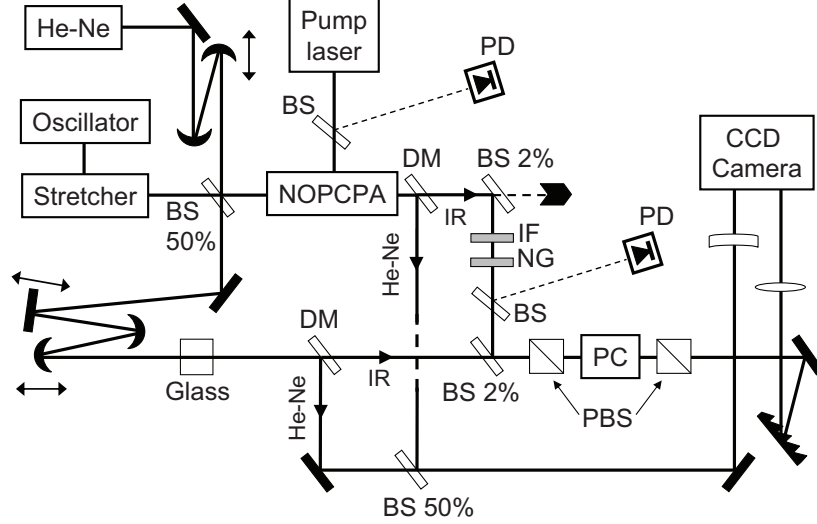 He-Ne
Pump
laser
PD
BS
Oscillator
Stretcher
BS
50%
NOPCPA
DM
BS 2%
IR
CCD
Camera
He-Ne
IF
NG
PD
BS
DM
Glass
IR
BS 2%
PC
PBS
He-Ne
BS 50%